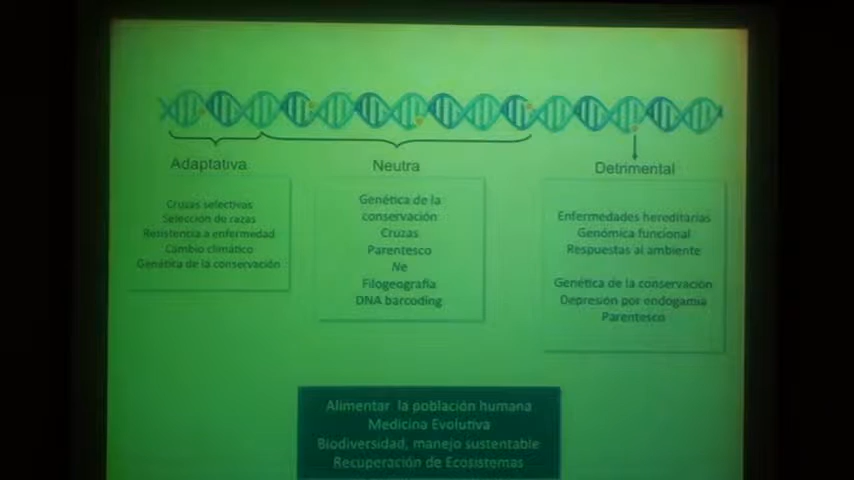 Adaptativa
Cruzas selectivas
Selección de razas
Resistencia a enfermedad
Cambio climático
Genética de la conservación
Neutra
Genética de la
conservación
Cruzas
Parentesco
Ne
Filogeografía
DNA barcoding
Detrimental
Enfermedades hereditarias
Genómica funcional
Respuestas al ambiente
Genética de la conservación
Depresión por endogamia
Parentesco
Alimentar la población humana
Medicina Evolutiva
Biodiversidad, manejo sustentable
Recuperación de Ecosistemas